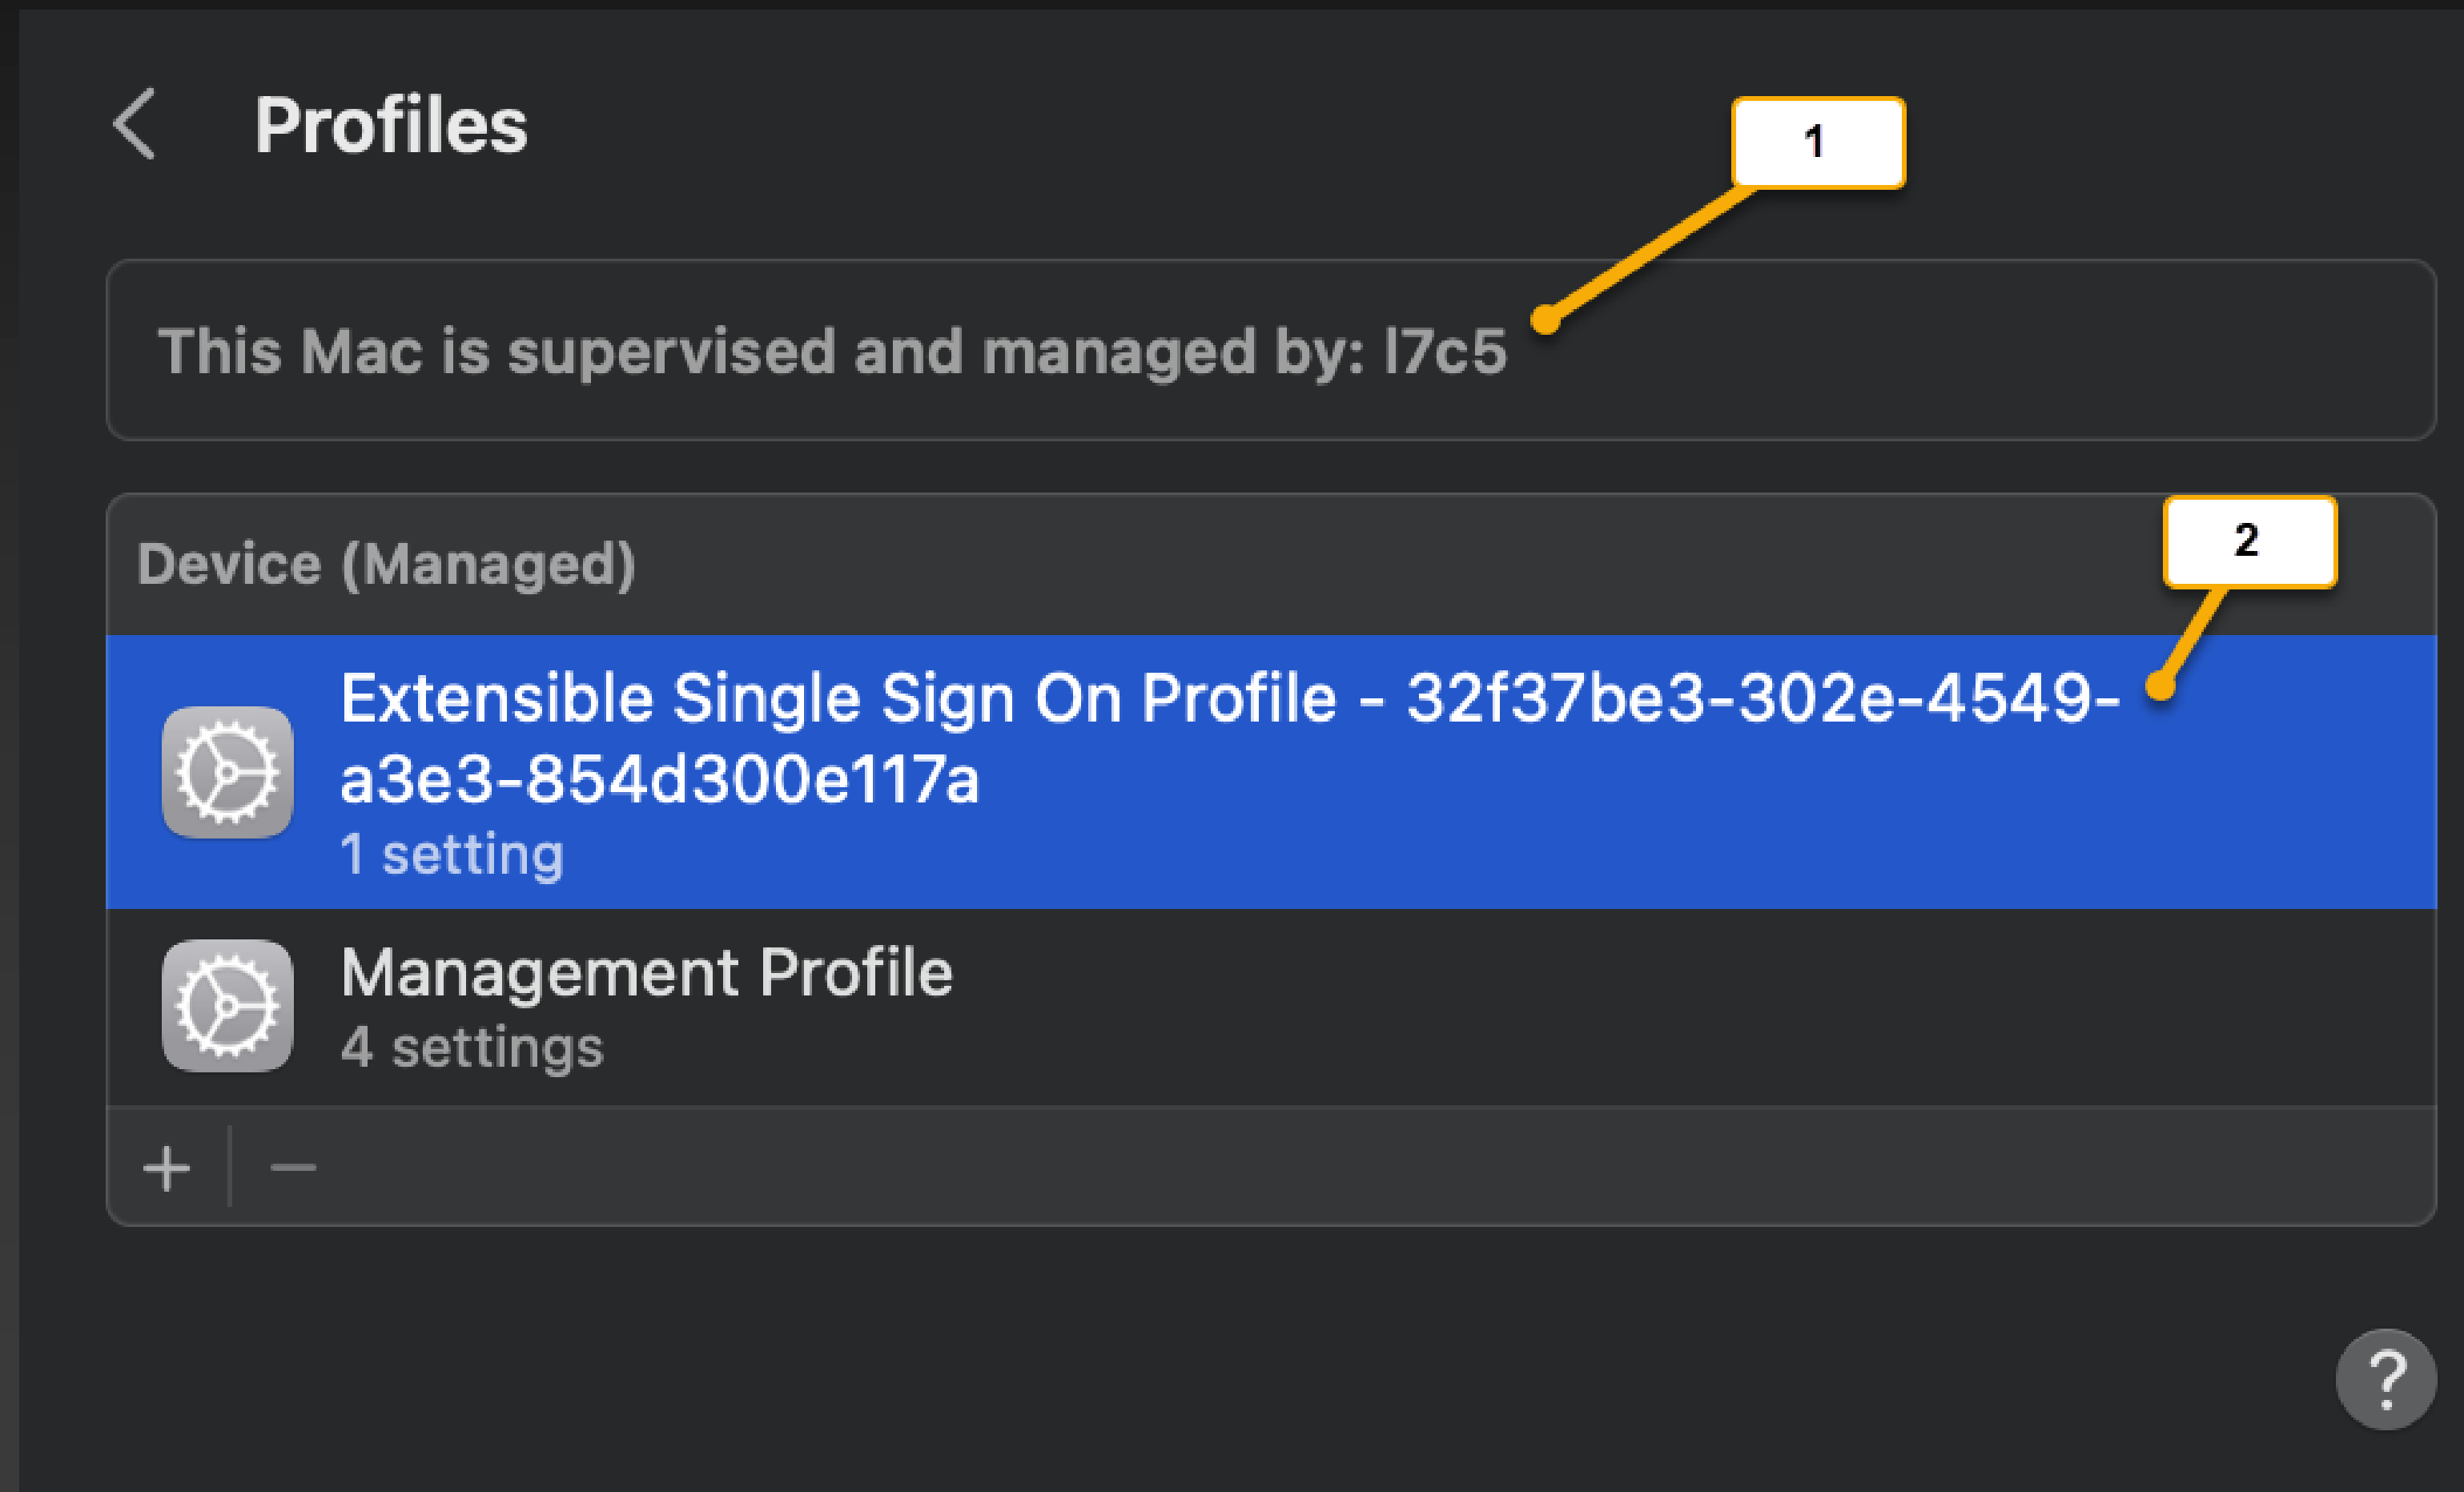 Profiles
1
This Mac is supervised and managed by: l7c5
Device (Managed)
2
Extensible Single Sign On Profile - 32f37be3-302e-4549-
a3e3-854d300e117a
1 setting
Management Profile
4 settings
+ −
?